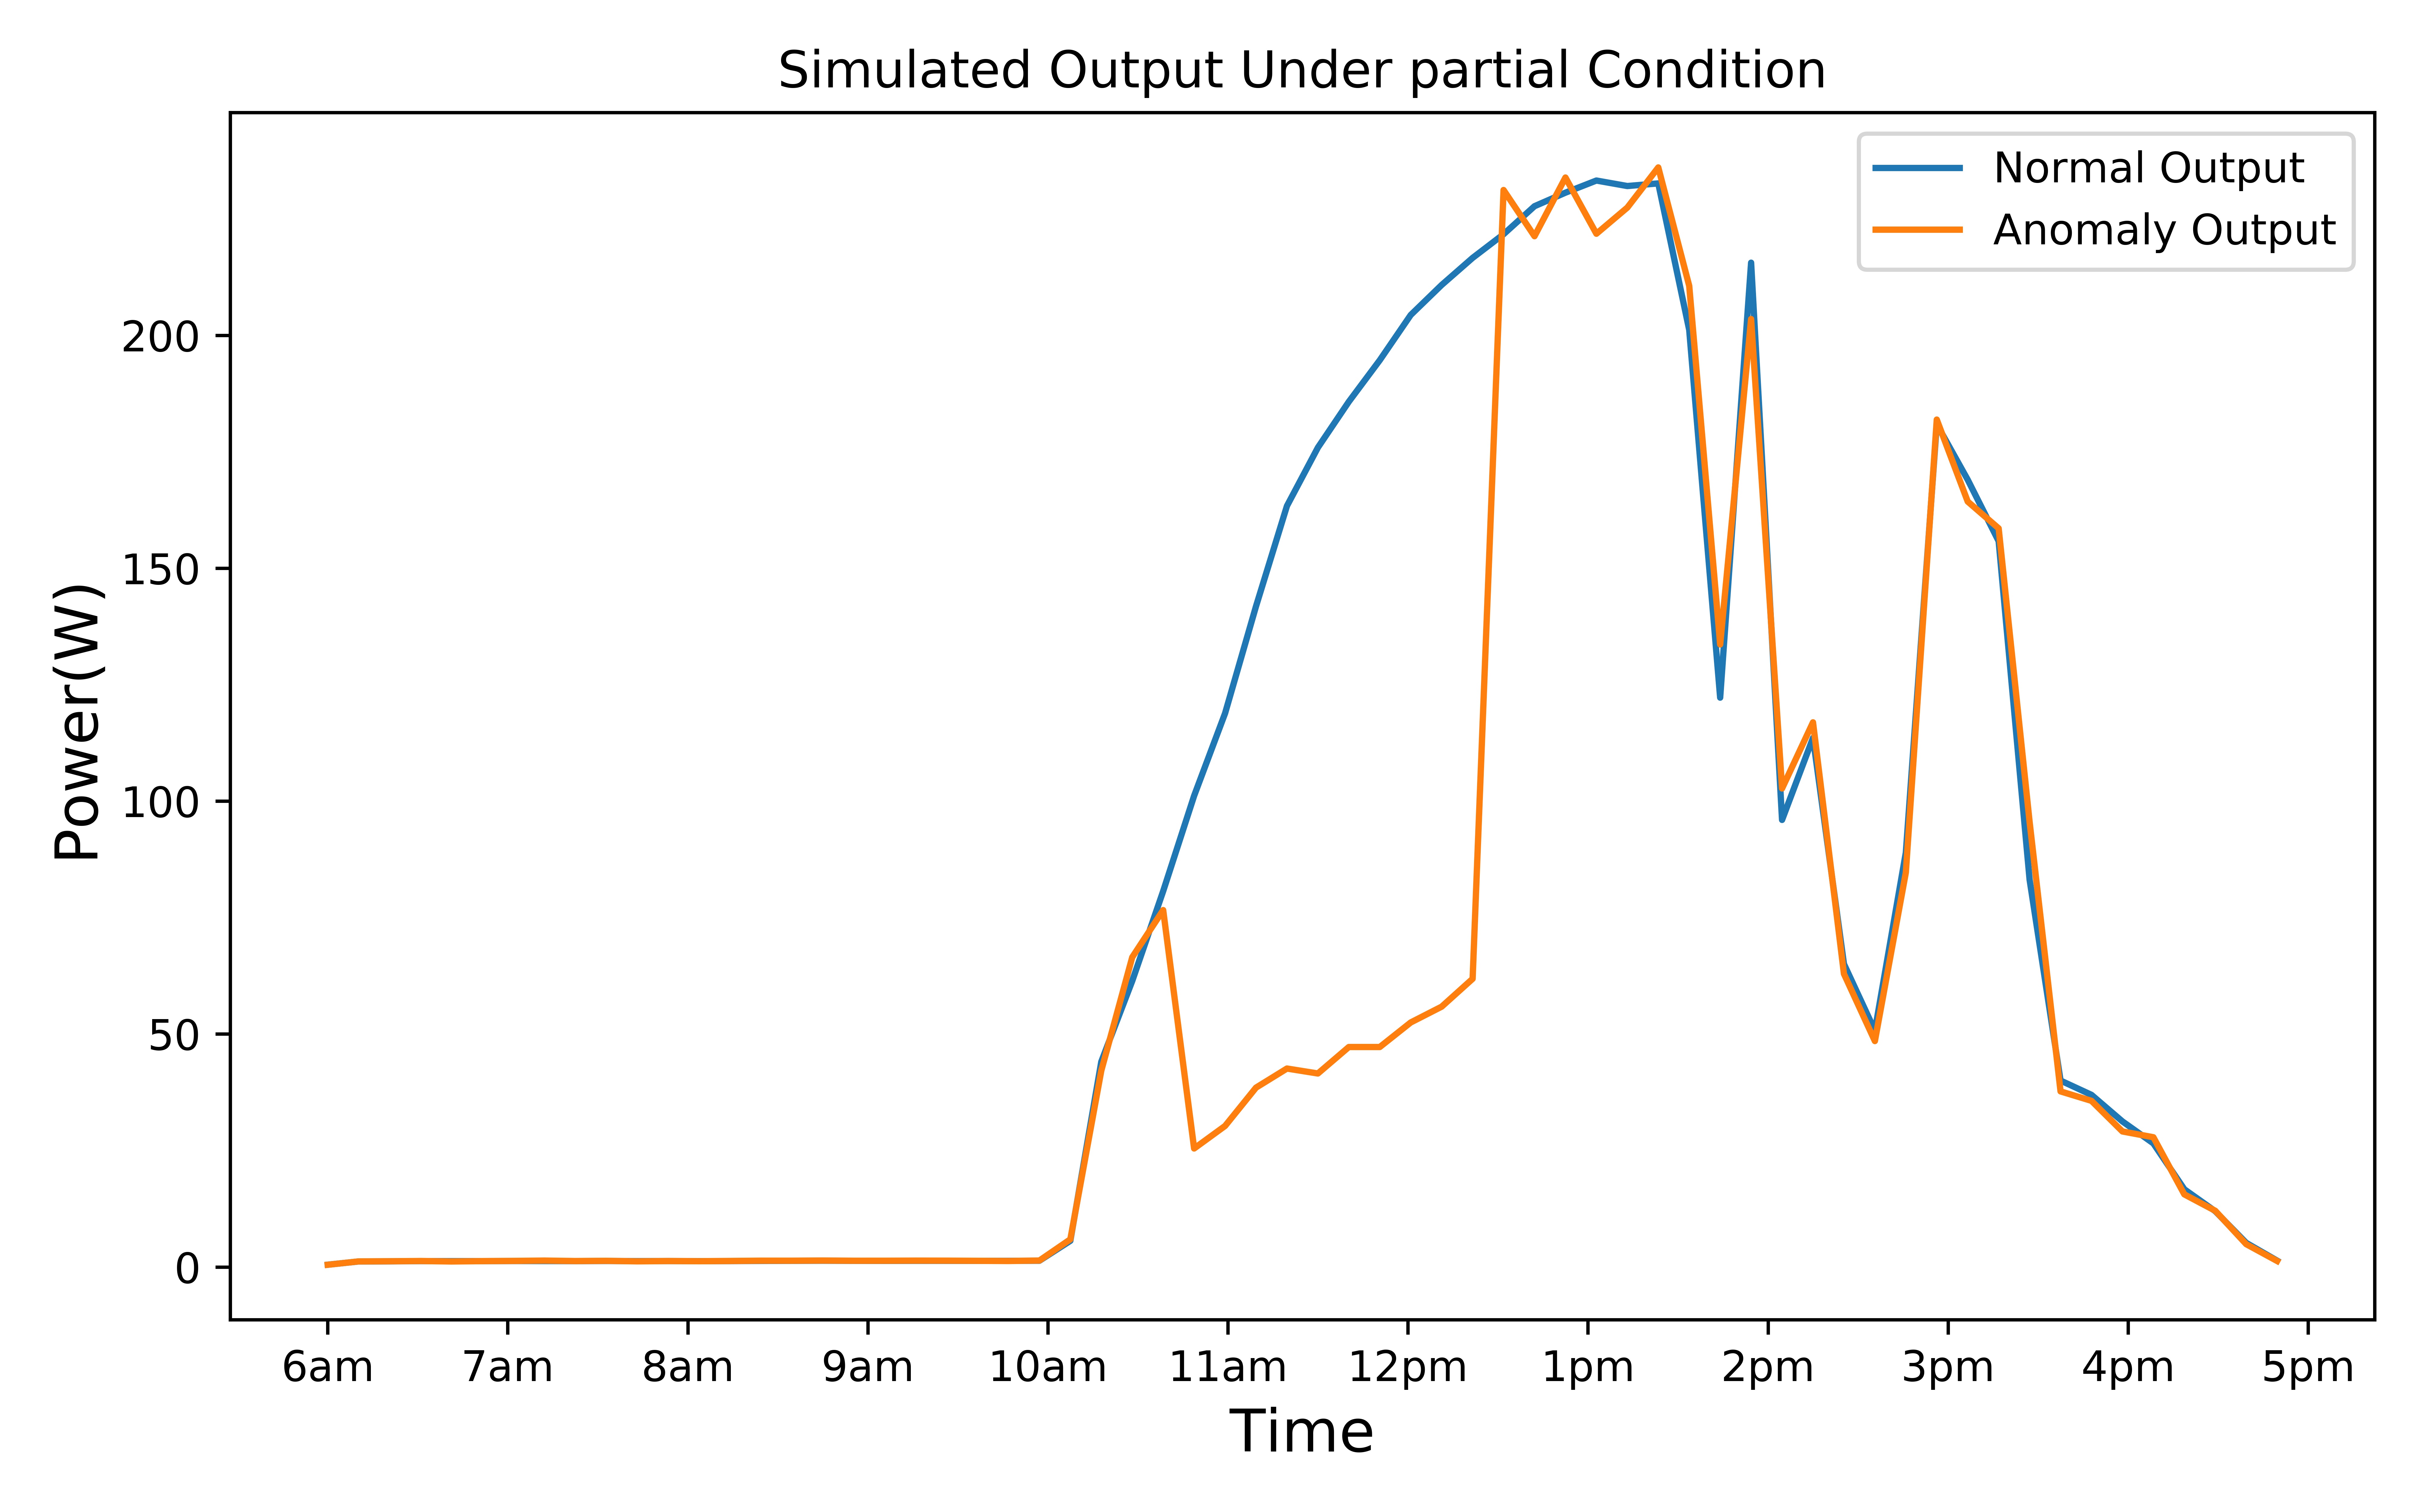 Simulated Output Under partial Condition
Normal Output
Anomaly Output
Power(W)
200
150
100
50
0
6am 7am 8am 9am 10am 11am 12pm 1pm 2pm 3pm 4pm 5pm
Time